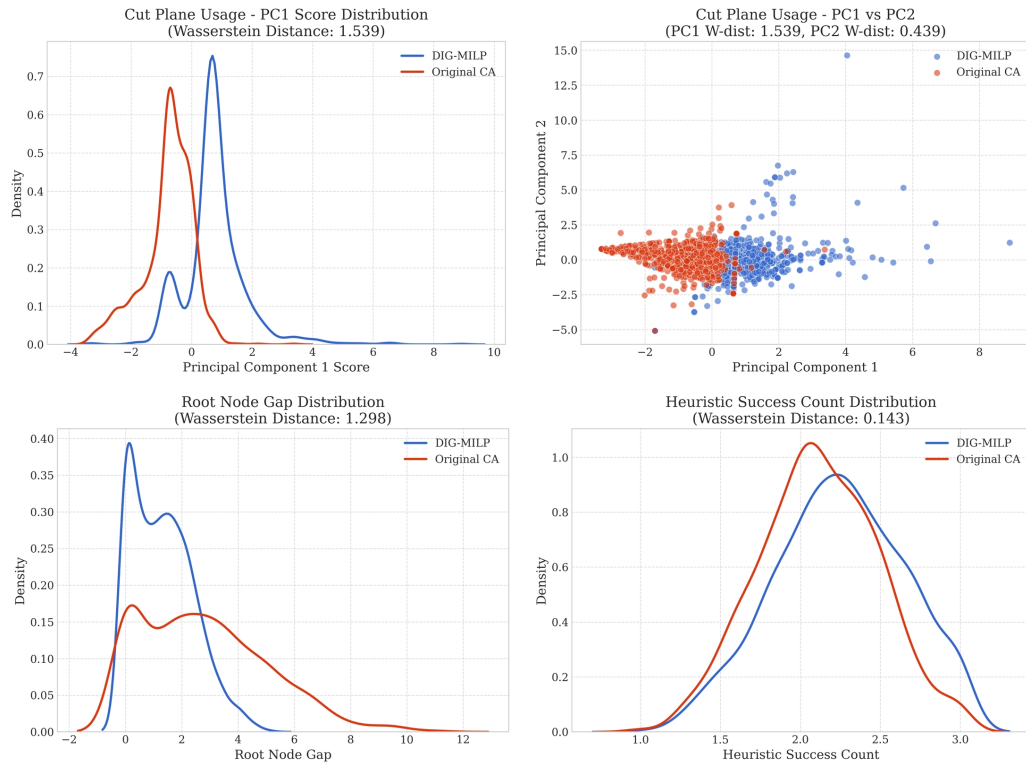 Cut Plane Usage - PC1 Score Distribution
(Wasserstein Distance: 1.539)
DIG-MILP
Original CA
0.7
0.6
0.5
0.4
0.3
0.2
0.1
0.0
Density
−4
−2
0
2
4
6
8
10
Principal Component 1 Score
Cut Plane Usage - PC1 vs PC2
(PC1 W-dist: 1.539, PC2 W-dist: 0.439)
DIG-MILP
Original CA
15.0
12.5
10.0
7.5
5.0
2.5
0.0
−2.5
−5.0
Principal Component 2
−2
0
2
4
6
8
Principal Component 1
Root Node Gap Distribution
(Wasserstein Distance: 1.298)
DIG-MILP
Original CA
0.40
0.35
0.30
0.25
0.20
0.15
0.10
0.05
0.00
Density
−2
0
2
4
6
8
10
12
Root Node Gap
Heuristic Success Count Distribution
(Wasserstein Distance: 0.143)
DIG-MILP
Original CA
1.0
0.8
0.6
0.4
0.2
0.0
Density
1.0
1.5
2.0
2.5
3.0
Heuristic Success Count